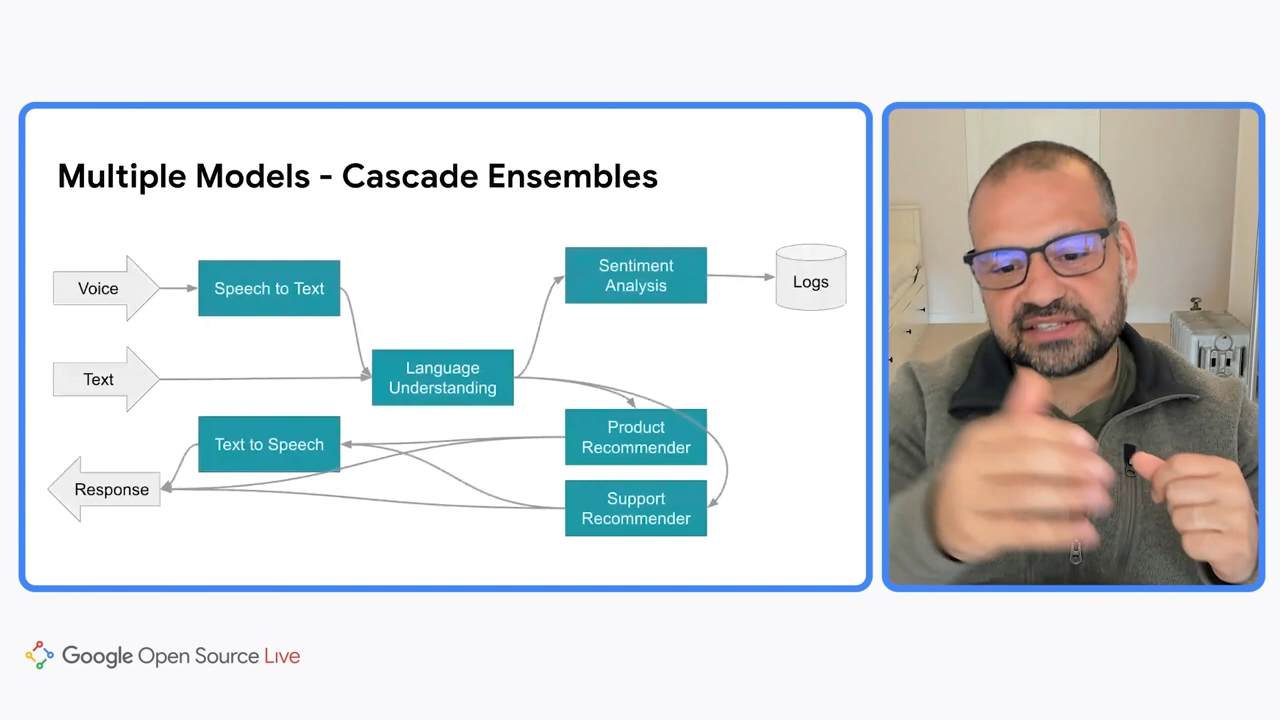 Multiple Models - Cascade Ensembles
Voice
Speech to Text
Sentiment
Analysis
Logs
Text
Language
Understanding
Text to Speech
Product
Recommender
Response
Support
Recommender
Google Open Source Live